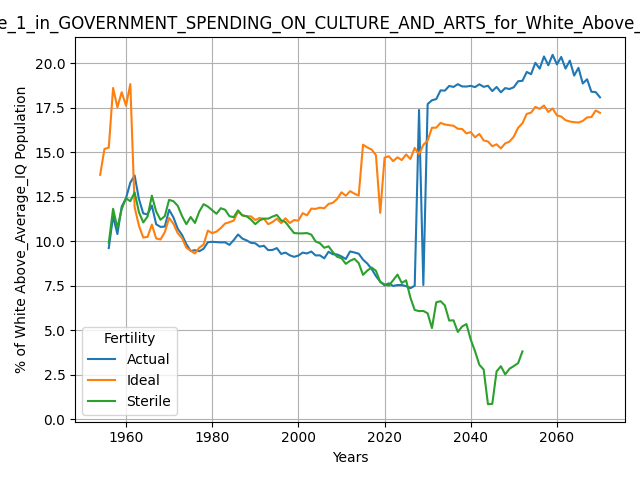 e_1_in_GOVERNMENT_SPENDING_ON_CULTURE_AND_ARTS_for_White_Above_
20.0
17.5
15.0
12.5
10.0
7.5
5.0
2.5
0.0
% of White Above_Average_IQ Population
Fertility
Actual
Ideal
Sterile
1960 1980 2000 2020 2040 2060
Years